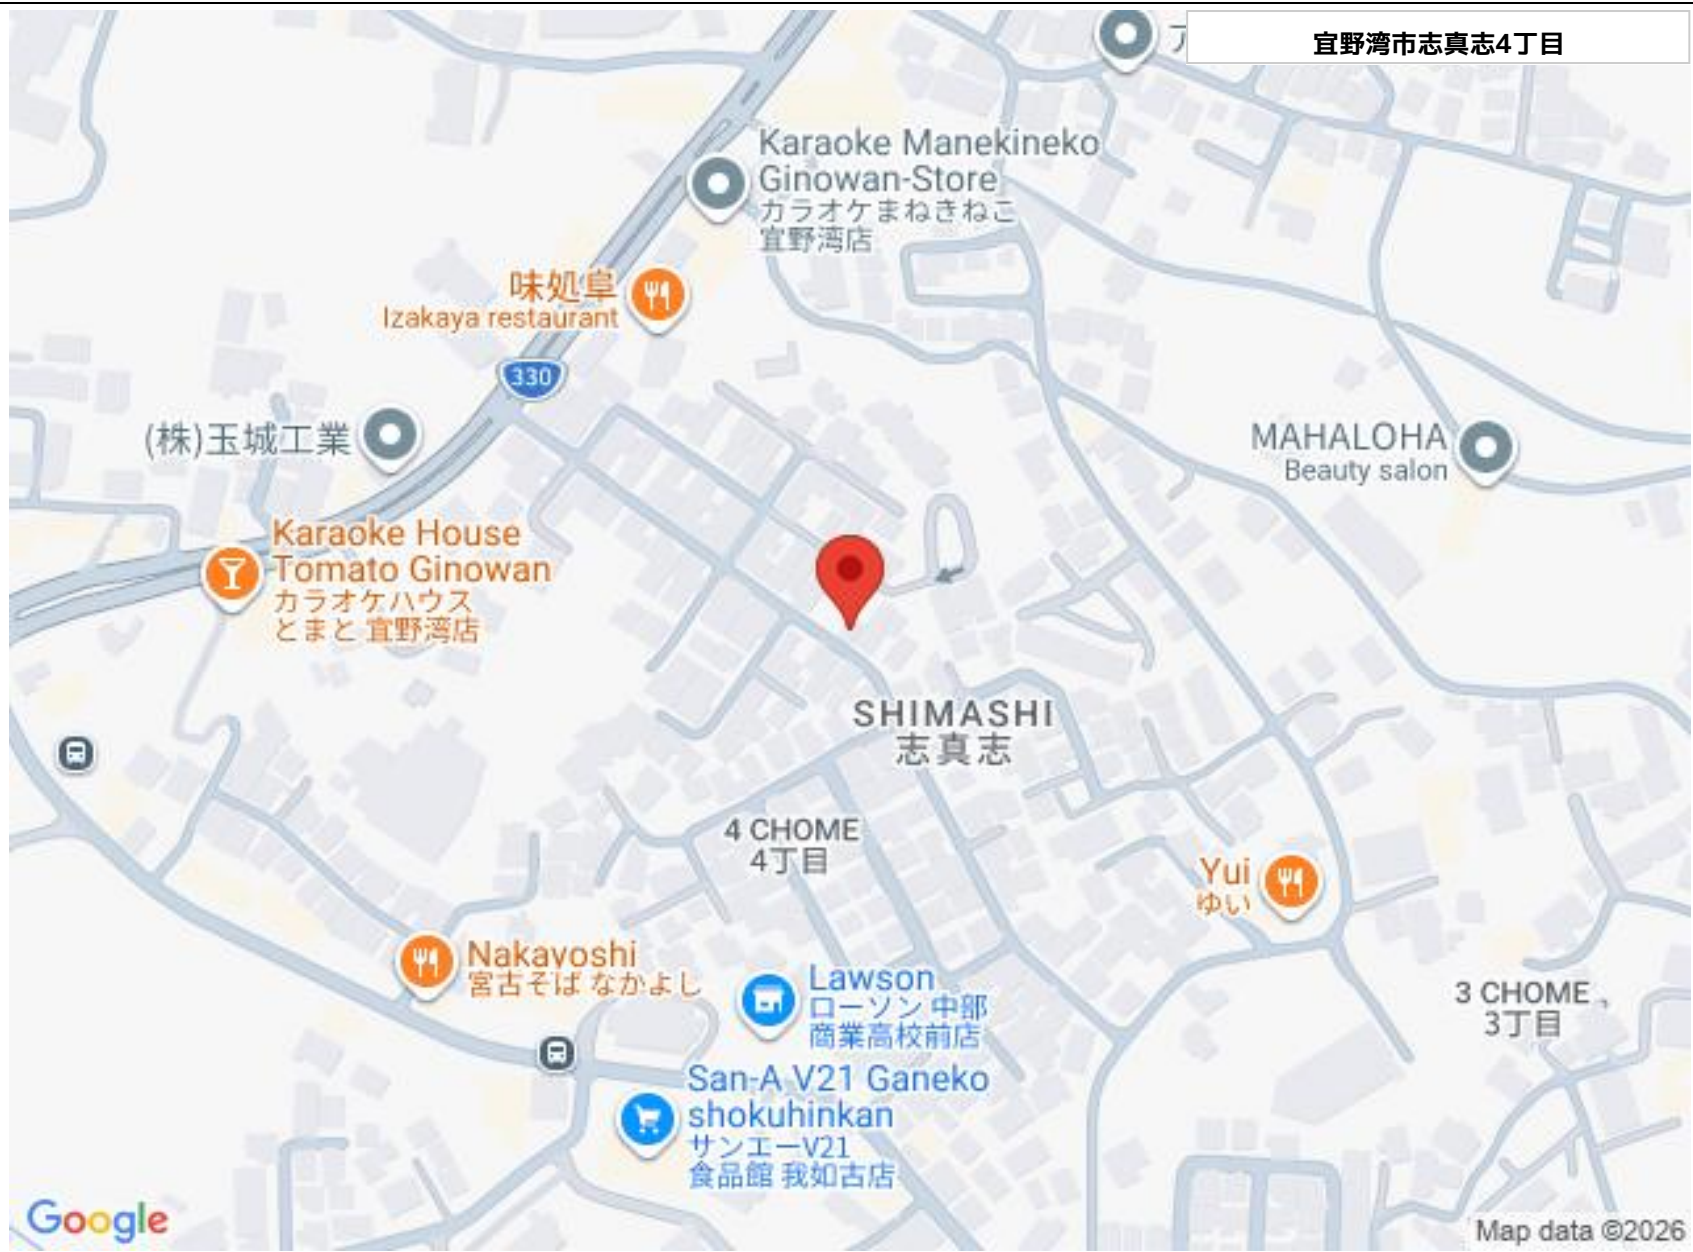 宜野湾市志真志4丁目
ア
Karaoke Manekineko
Ginowan-Store
カラオケまねきねこ
宜野湾店
味処阜
Izakaya restaurant
330
(株)玉城工業
MAHALOHA
Beauty salon
Karaoke House
Tomato Ginowan
カラオケハウス
とまと 宜野湾店
SHIMASHI
志真志
4 CHOME
4丁目
Yui
ゆい
Nakayoshi
宮古そば なかよし
Lawson
ローソン 中部
商業高校前店
3 CHOME
3丁目
San-A V21 Ganeko
shokuhinkan
サンエーV21
食品館 我如古店
Google
Map data ©2026